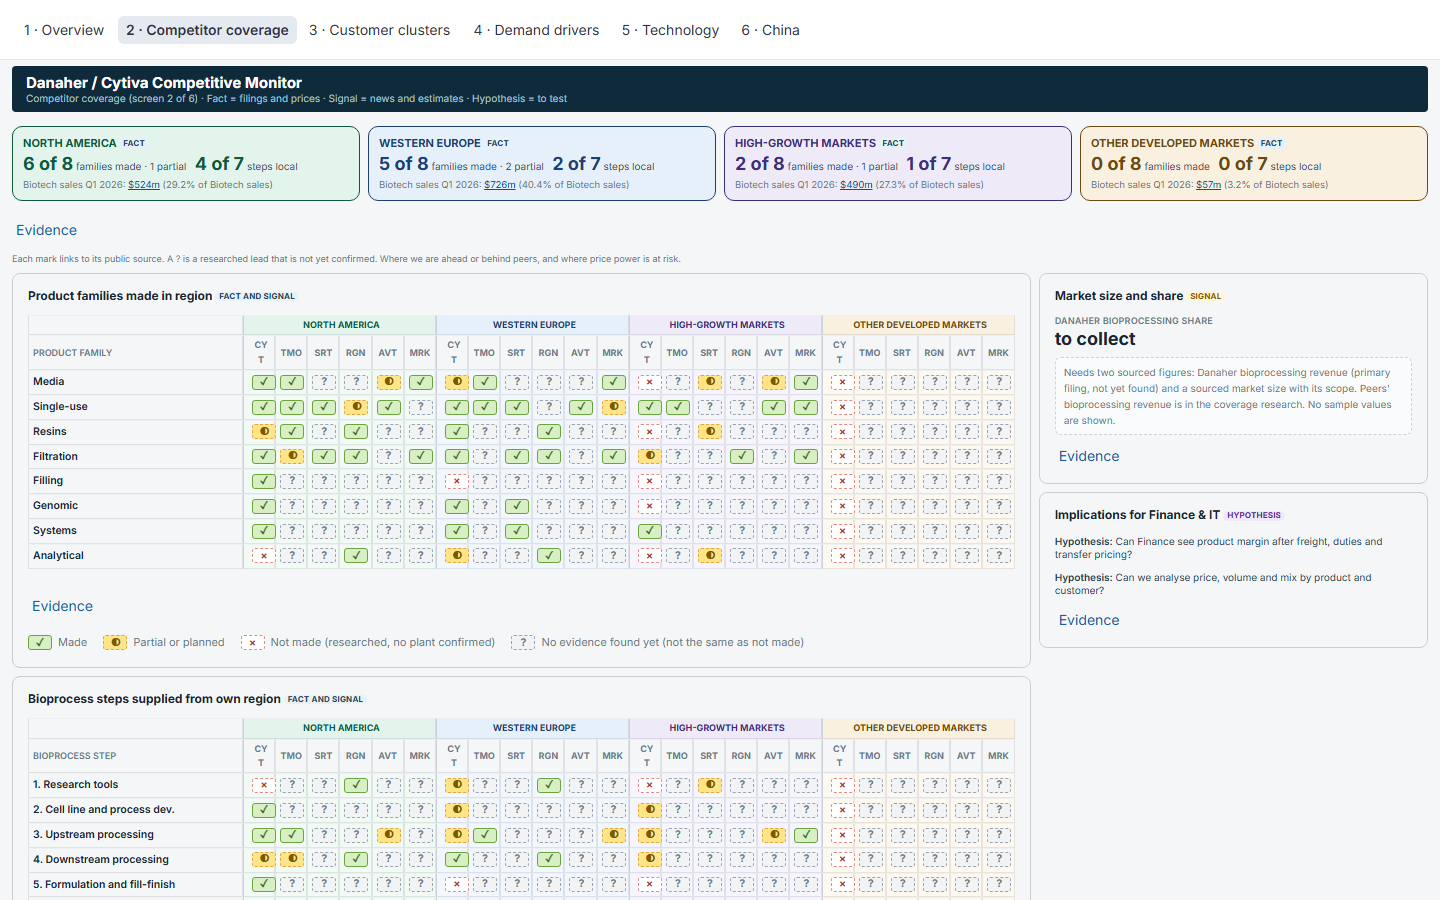 1 · Overview 2 · Competitor coverage 3 · Customer clusters 4 · Demand drivers 5 · Technology 6 · China
Danaher / Cytiva Competitive Monitor
Competitor coverage (screen 2 of 6) · Fact = filings and prices · Signal = news and estimates · Hypothesis = to test
NORTH AMERICA FACT
6 of 8 families made · 1 partial 4 of 7 steps local
Biotech sales Q1 2026: $524m (29.2% of Biotech sales)
WESTERN EUROPE FACT
5 of 8 families made · 2 partial 2 of 7 steps local
Biotech sales Q1 2026: $726m (40.4% of Biotech sales)
HIGH-GROWTH MARKETS FACT
2 of 8 families made · 1 partial 1 of 7 steps local
Biotech sales Q1 2026: $490m (27.3% of Biotech sales)
OTHER DEVELOPED MARKETS FACT
0 of 8 families made 0 of 7 steps local
Biotech sales Q1 2026: $57m (3.2% of Biotech sales)
Evidence
Each mark links to its public source. A ? is a researched lead that is not yet confirmed. Where we are ahead or behind peers, and where price power is at risk.
Product families made in region FACT AND SIGNAL
NORTH AMERICA WESTERN EUROPE HIGH-GROWTH MARKETS OTHER DEVELOPED MARKETS
PRODUCT FAMILY CYT TMO SRT RGN AVT MRK CYT TMO SRT RGN AVT MRK CYT TMO SRT RGN AVT MRK CYT TMO SRT RGN AVT MRK
Media ✓ ✓ ? ? ◐ ✓ ◐ ✓ ? ? ? ✓ × ? ◐ ? ◐ ✓ × ? ? ? ? ?
Single-use ✓ ✓ ✓ ◐ ✓ ? ✓ ✓ ✓ ? ✓ ◐ ✓ ✓ ? ? ✓ ✓ × ? ? ? ? ?
Resins ◐ ✓ ? ✓ ? ? ✓ ? ? ✓ ? ? × ? ◐ ? ? ? × ? ? ? ? ?
Filtration ✓ ◐ ✓ ✓ ? ✓ ✓ ? ✓ ✓ ? ✓ ◐ ? ? ✓ ? ✓ × ? ? ? ? ?
Filling ✓ ? ? ? ? ? × ? ? ? ? ? × ? ? ? ? ? × ? ? ? ? ?
Genomic ✓ ? ? ? ? ? ✓ ? ✓ ? ? ? × ? ? ? ? ? × ? ? ? ? ?
Systems ✓ ? ? ? ? ? ✓ ? ✓ ? ? ? ✓ ? ? ? ? ? × ? ? ? ? ?
Analytical × ? ? ✓ ? ? ◐ ? ? ✓ ? ? × ? ◐ ? ? ? × ? ? ? ? ?
Evidence
✓ Made ◐ Partial or planned × Not made (researched, no plant confirmed) ? No evidence found yet (not the same as not made)
Market size and share SIGNAL
DANAHER BIOPROCESSING SHARE
to collect
Needs two sourced figures: Danaher bioprocessing revenue (primary
filing, not yet found) and a sourced market size with its scope. Peers'
bioprocessing revenue is in the coverage research. No sample values
are shown.
Evidence
Implications for Finance & IT HYPOTHESIS
Hypothesis: Can Finance see product margin after freight, duties and
transfer pricing?
Hypothesis: Can we analyse price, volume and mix by product and
customer?
Evidence
Bioprocess steps supplied from own region FACT AND SIGNAL
NORTH AMERICA WESTERN EUROPE HIGH-GROWTH MARKETS OTHER DEVELOPED MARKETS
BIOPROCESS STEP CYT TMO SRT RGN AVT MRK CYT TMO SRT RGN AVT MRK CYT TMO SRT RGN AVT MRK CYT TMO SRT RGN AVT MRK
1. Research tools × ? ? ✓ ? ? ◐ ? ? ✓ ? ? × ? ◐ ? ? ? × ? ? ? ? ?
2. Cell line and process dev. ✓ ? ? ? ? ? ◐ ? ? ? ? ? ◐ ? ? ? ? ? × ? ? ? ? ?
3. Upstream processing ✓ ✓ ? ? ◐ ? ◐ ✓ ? ? ? ◐ ◐ ? ? ? ◐ ✓ × ? ? ? ? ?
4. Downstream processing ◐ ◐ ? ✓ ? ? ✓ ? ? ✓ ? ? ◐ ? ? ? ? ? × ? ? ? ? ?
5. Formulation and fill-finish ✓ ? ? ? ? ? × ? ? ? ? ? × ? ? ? ? ? × ? ? ? ? ?